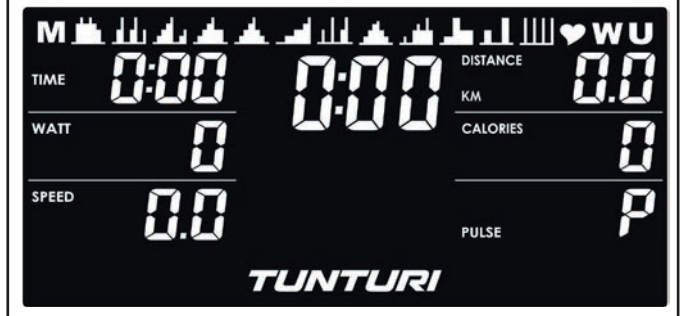 M ♥ W U
TIME 0:00
0:00
DISTANCE
KM 0.0
WATT 0
CALORIES 0
SPEED 0.0
PULSE P
TUNTURI